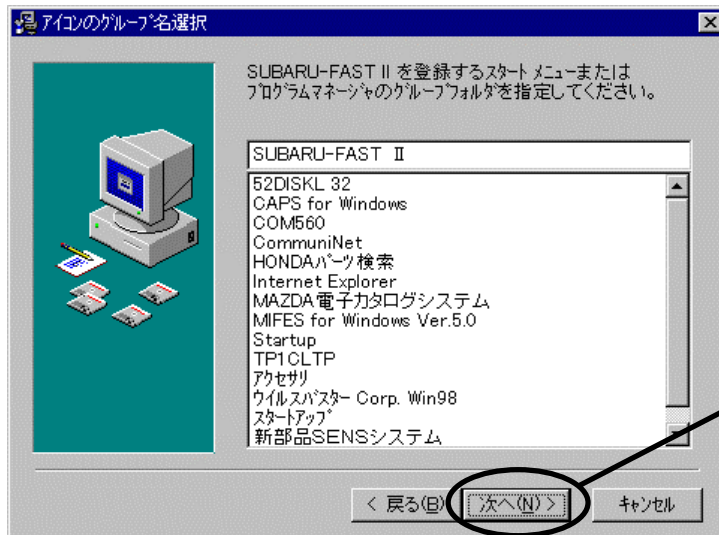 アイコンのグループ名選択
SUBARU-FAST II を登録するスタート メニューまたは
プログラムマネージャのグループフォルダを指定してください。
SUBARU-FAST Ⅱ
52DISKL 32
CAPS for Windows
COM560
CommuniNet
HONDAパーツ検索
Internet Explorer
MAZDA電子カタログシステム
MIFES for Windows Ver.5.0
Startup
TP1CLTP
アクセサリ
ウイルスバスター Corp. Win98
スタートアップ
新部品SENSシステム
< 戻る(B)
次へ(N) >
キャンセル